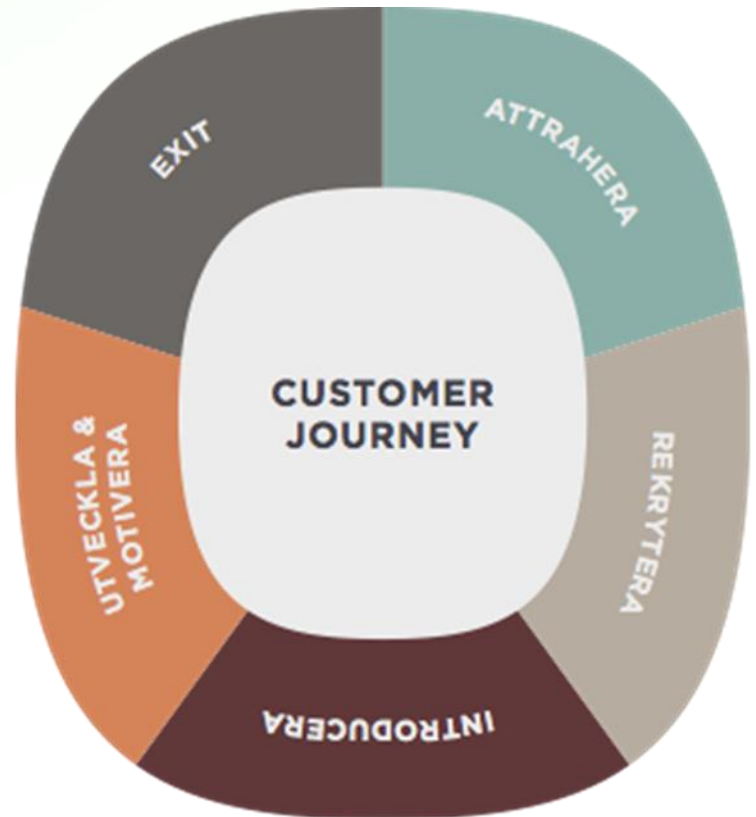 ATTRAHERA
REKRYTERA
INTRODUCERA
UTVECKLA &
MOTIVERA
EXIT
CUSTOMER
JOURNEY